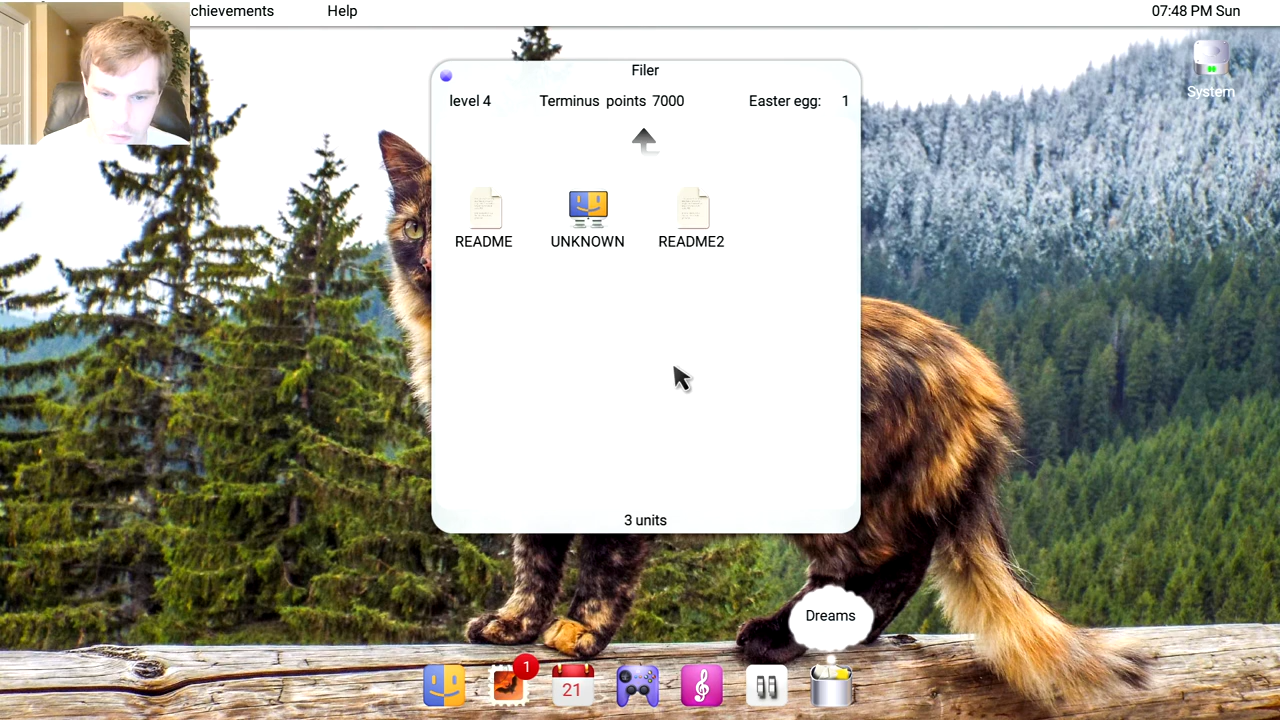 chievements Help 07:48 PM Sun
System
Filer
level 4 Terminus points 7000 Easter egg: 1
README UNKNOWN README2
3 units
Dreams
1
21